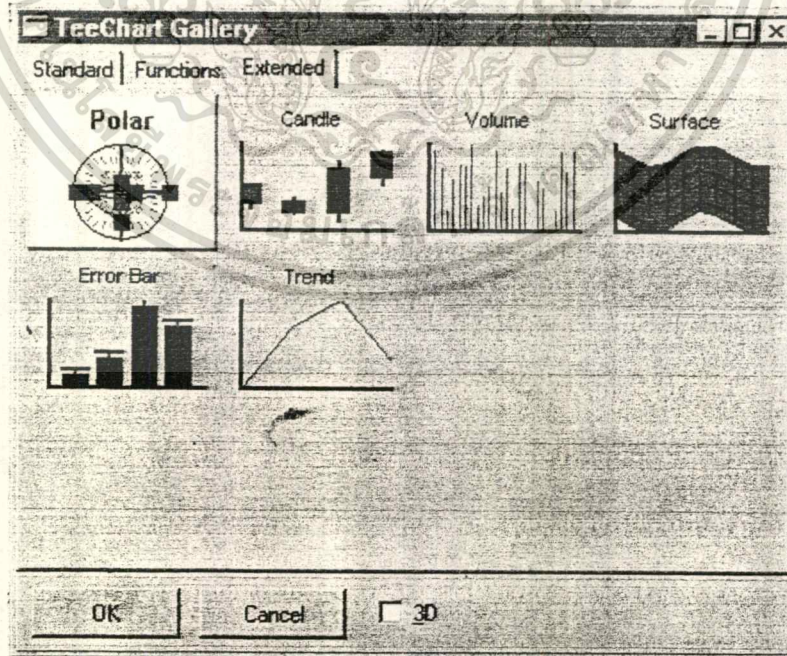 TeeChart Gallery
Standard Functions Extended
Polar Candle Volume Surface
Error Bar Trend
OK Cancel 3D